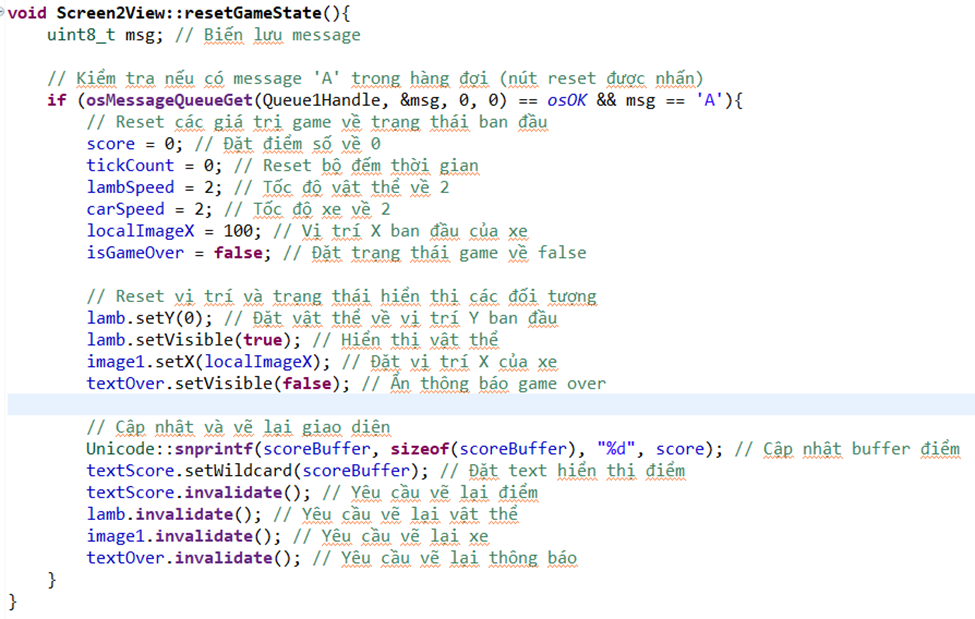 void Screen2View::resetGameState(){
uint8_t msg; // Biến lưu message
// Kiểm tra nếu có message 'A' trong hàng đợi (nút reset được nhấn)
if (osMessageQueueGet(Queue1Handle, &msg, 0, 0) == osOK && msg == 'A'){
// Reset các giá trị game về trạng thái ban đầu
score = 0; // Đặt điểm số về 0
tickCount = 0; // Reset bộ đếm thời gian
lambSpeed = 2; // Tốc độ vật thể về 2
carSpeed = 2; // Tốc độ xe về 2
localImageX = 100; // Vị trí X ban đầu của xe
isGameOver = false; // Đặt trạng thái game về false
// Reset vị trí và trạng thái hiển thị các đối tượng
lamb.setY(0); // Đặt vật thể về vị trí Y ban đầu
lamb.setVisible(true); // Hiển thị vật thể
image1.setX(localImageX); // Đặt vị trí X của xe
textOver.setVisible(false); // Ẩn thông báo game over
// Cập nhật và vẽ lại giao diện
Unicode::snprintf(scoreBuffer, sizeof(scoreBuffer), "%d", score); // Cập nhật buffer điểm
textScore.setWildcard(scoreBuffer); // Đặt text hiển thị điểm
textScore.invalidate(); // Yêu cầu vẽ lại điểm
lamb.invalidate(); // Yêu cầu vẽ lại vật thể
image1.invalidate(); // Yêu cầu vẽ lại xe
textOver.invalidate(); // Yêu cầu vẽ lại thông báo
}
}